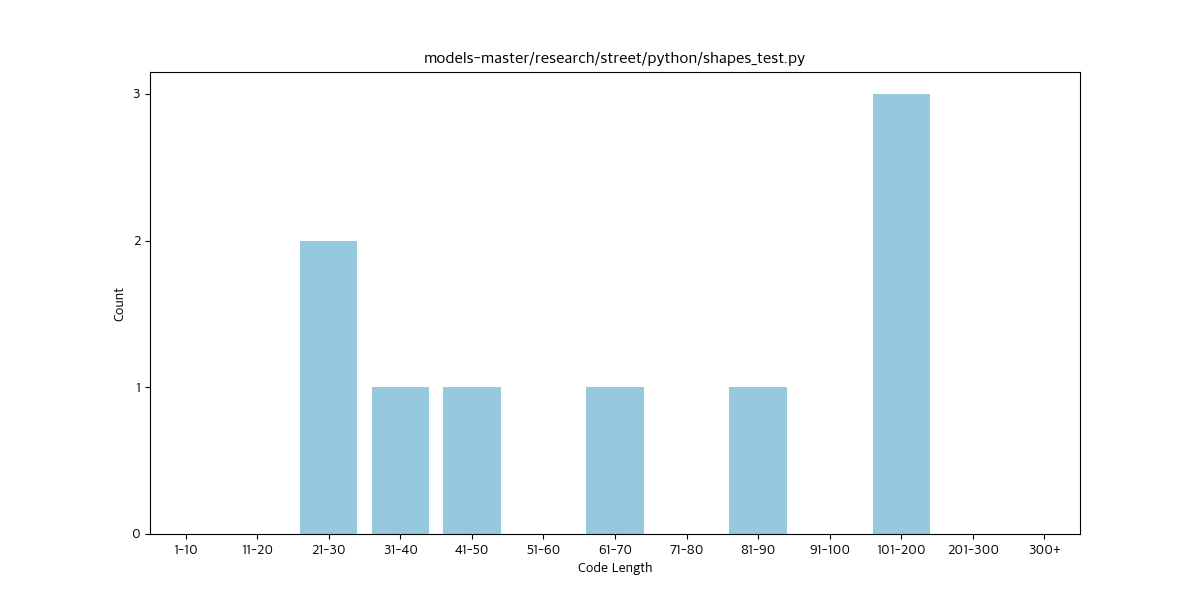 models-master/research/street/python/shapes_test.py
Count
3
2
1
0
1-10 11-20 21-30 31-40 41-50 51-60 61-70 71-80 81-90 91-100 101-200 201-300 300+
Code Length